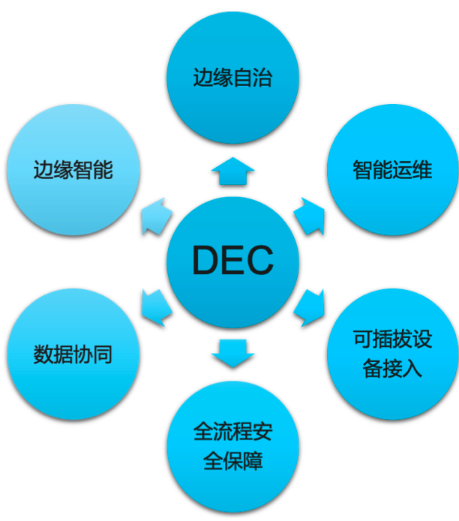 边缘自治
边缘智能
智能运维
DEC
数据协同
可插拔设
备接入
全流程安
全保障